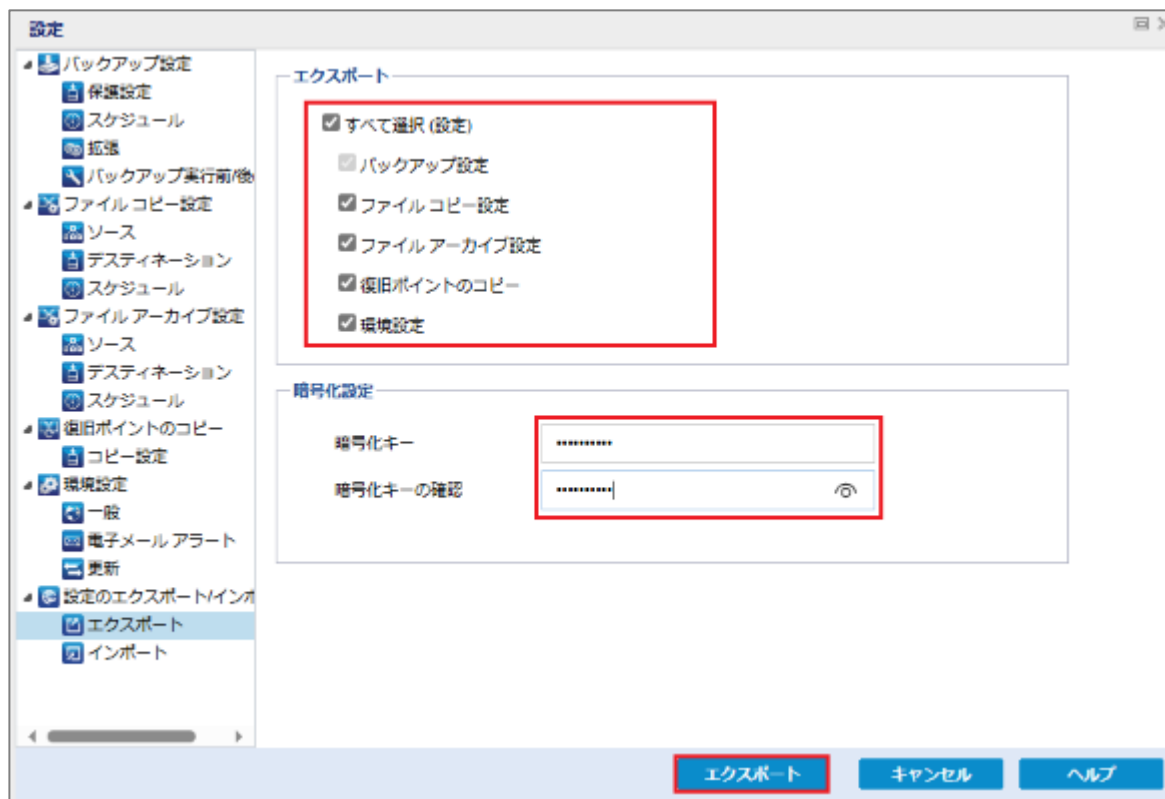 設定
バックアップ設定
保護設定
スケジュール
拡張
バックアップ実行前/後
ファイル コピー設定
ソース
デスティネーション
スケジュール
ファイル アーカイブ設定
ソース
デスティネーション
スケジュール
復旧ポイントのコピー
コピー設定
環境設定
一般
電子メール アラート
更新
設定のエクスポート/インポ
エクスポート
インポート
エクスポート
すべて選択 (設定)
バックアップ設定
ファイル コピー設定
ファイル アーカイブ設定
復旧ポイントのコピー
環境設定
暗号化設定
暗号化キー
暗号化キーの確認
エクスポート
キャンセル
ヘルプ